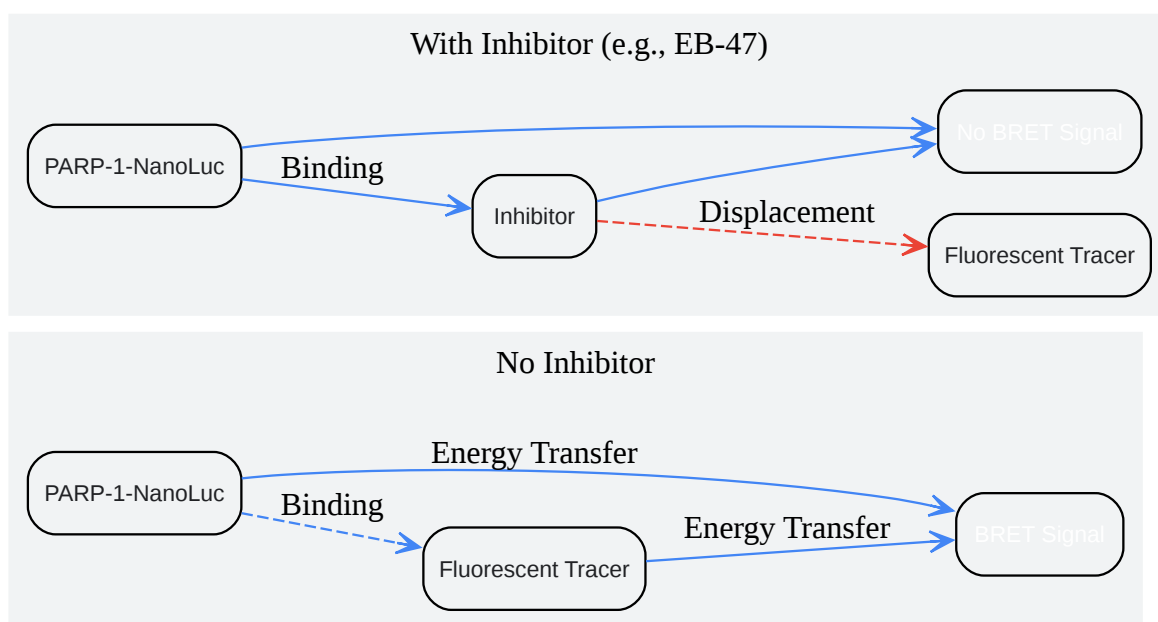 With Inhibitor (e.g., EB-47)
No BRET Signal
PARP-1-NanoLuc
Binding
Inhibitor
Displacement
Fluorescent Tracer
No Inhibitor
Energy Transfer
PARP-1-NanoLuc
Binding
Energy Transfer
BRET Signal
Fluorescent Tracer